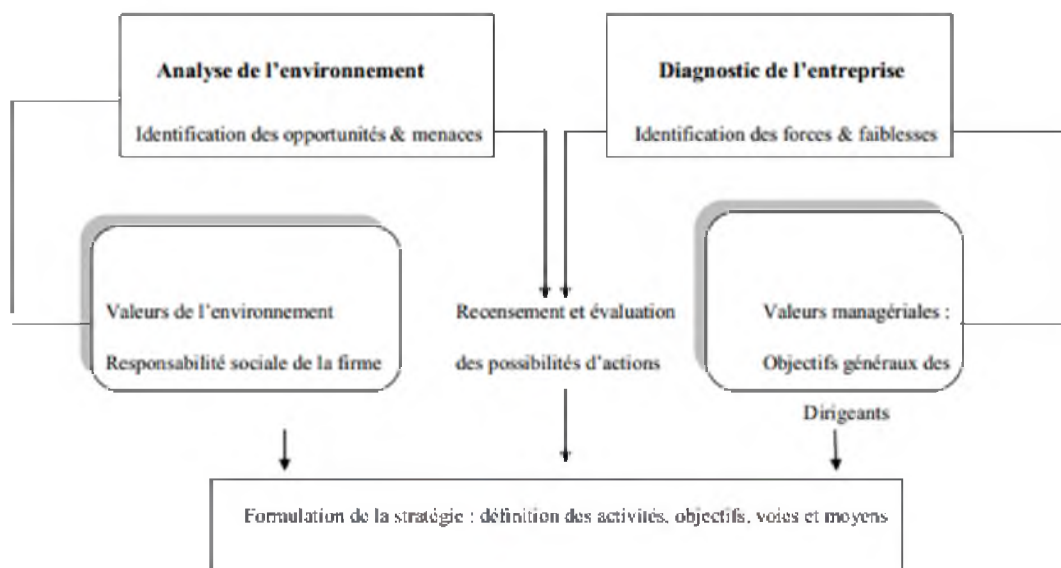 Analyse de l’environnement
Identification des opportunités & menaces
Diagnostic de l’entreprise
Identification des forces & faiblesses
Valeurs de l’environnement
Responsabilité sociale de la firme
Recensement et évaluation
des possibilités d’actions
Valeurs managériales :
Objectifs généraux des
Dirigeants
Formulation de la stratégie : définition des activités, objectifs, voies et moyens